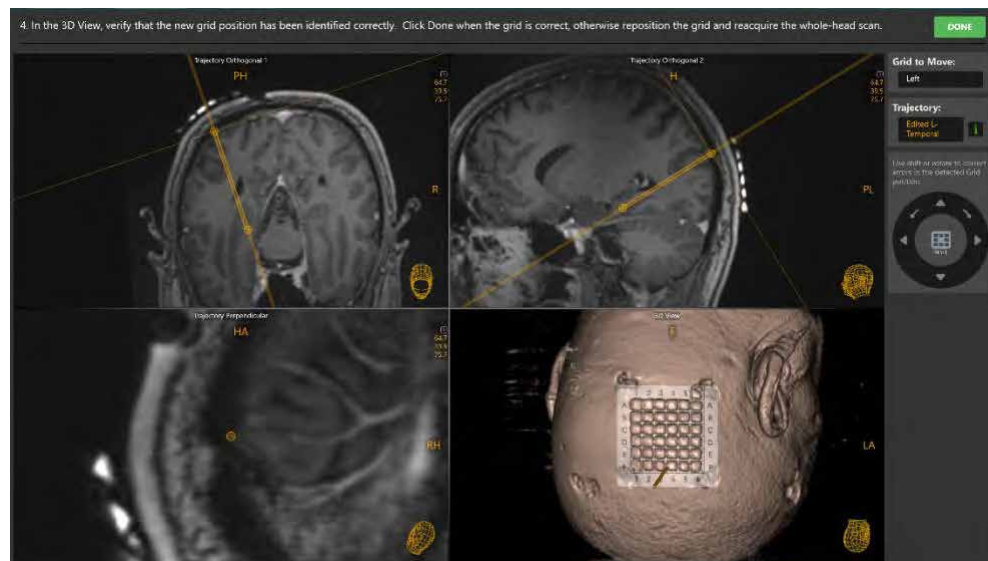 4. In the 3D View, verify that the new grid position has been identified correctly.  Click Done when the grid is correct, otherwise reposition the grid and reacquire the whole-head scan.
DONE
Trajectory Orthogonal 1
PH
R
Trajectory Orthogonal 2
H
PL
Grid to Move:
Left
Trajectory:
Edited L-
Temporal
Use shift or rotate to correct
errors in the detected Grid
position.
Trajectory Perpendicular
HA
RH
3D View
F
LA